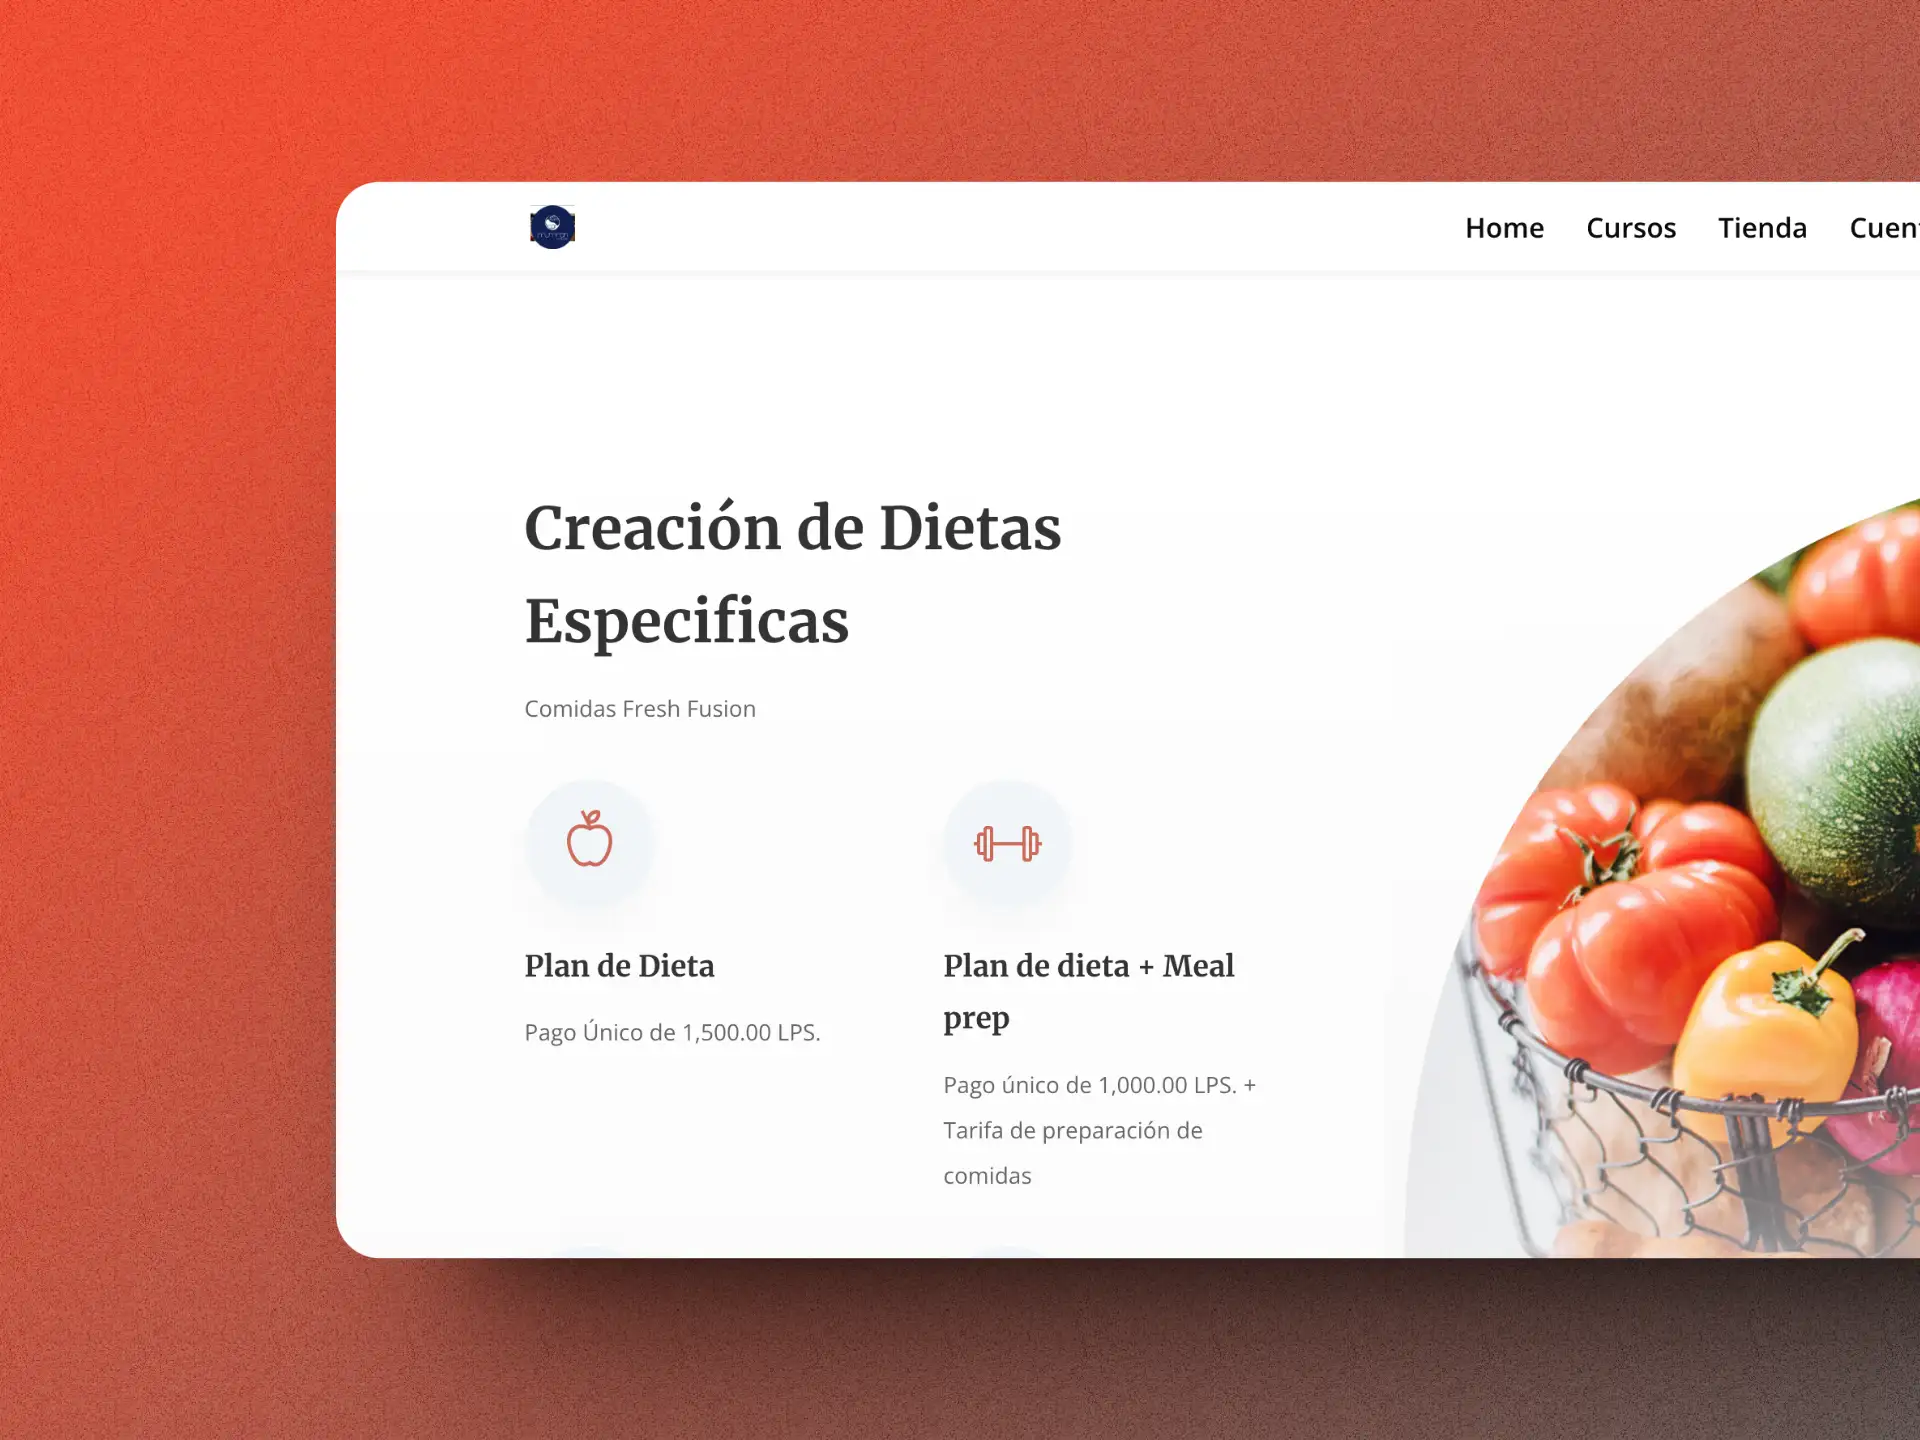 Home Cursos Tienda
Creación de Dietas
Especificas
Comidas Fresh Fusion
Plan de Dieta
Pago Único de 1,500.00 LPS.
Plan de dieta + Meal
prep
Pago único de 1,000.00 LPS. +
Tarifa de preparación de
comidas